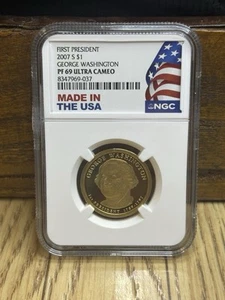 FIRST PRESIDENT
2007 S $1
GEORGE WASHINGTON
PF 69 ULTRA CAMEO
8347969-037
MADE IN
THE USA
NGC
GEORGE WASHINGTON